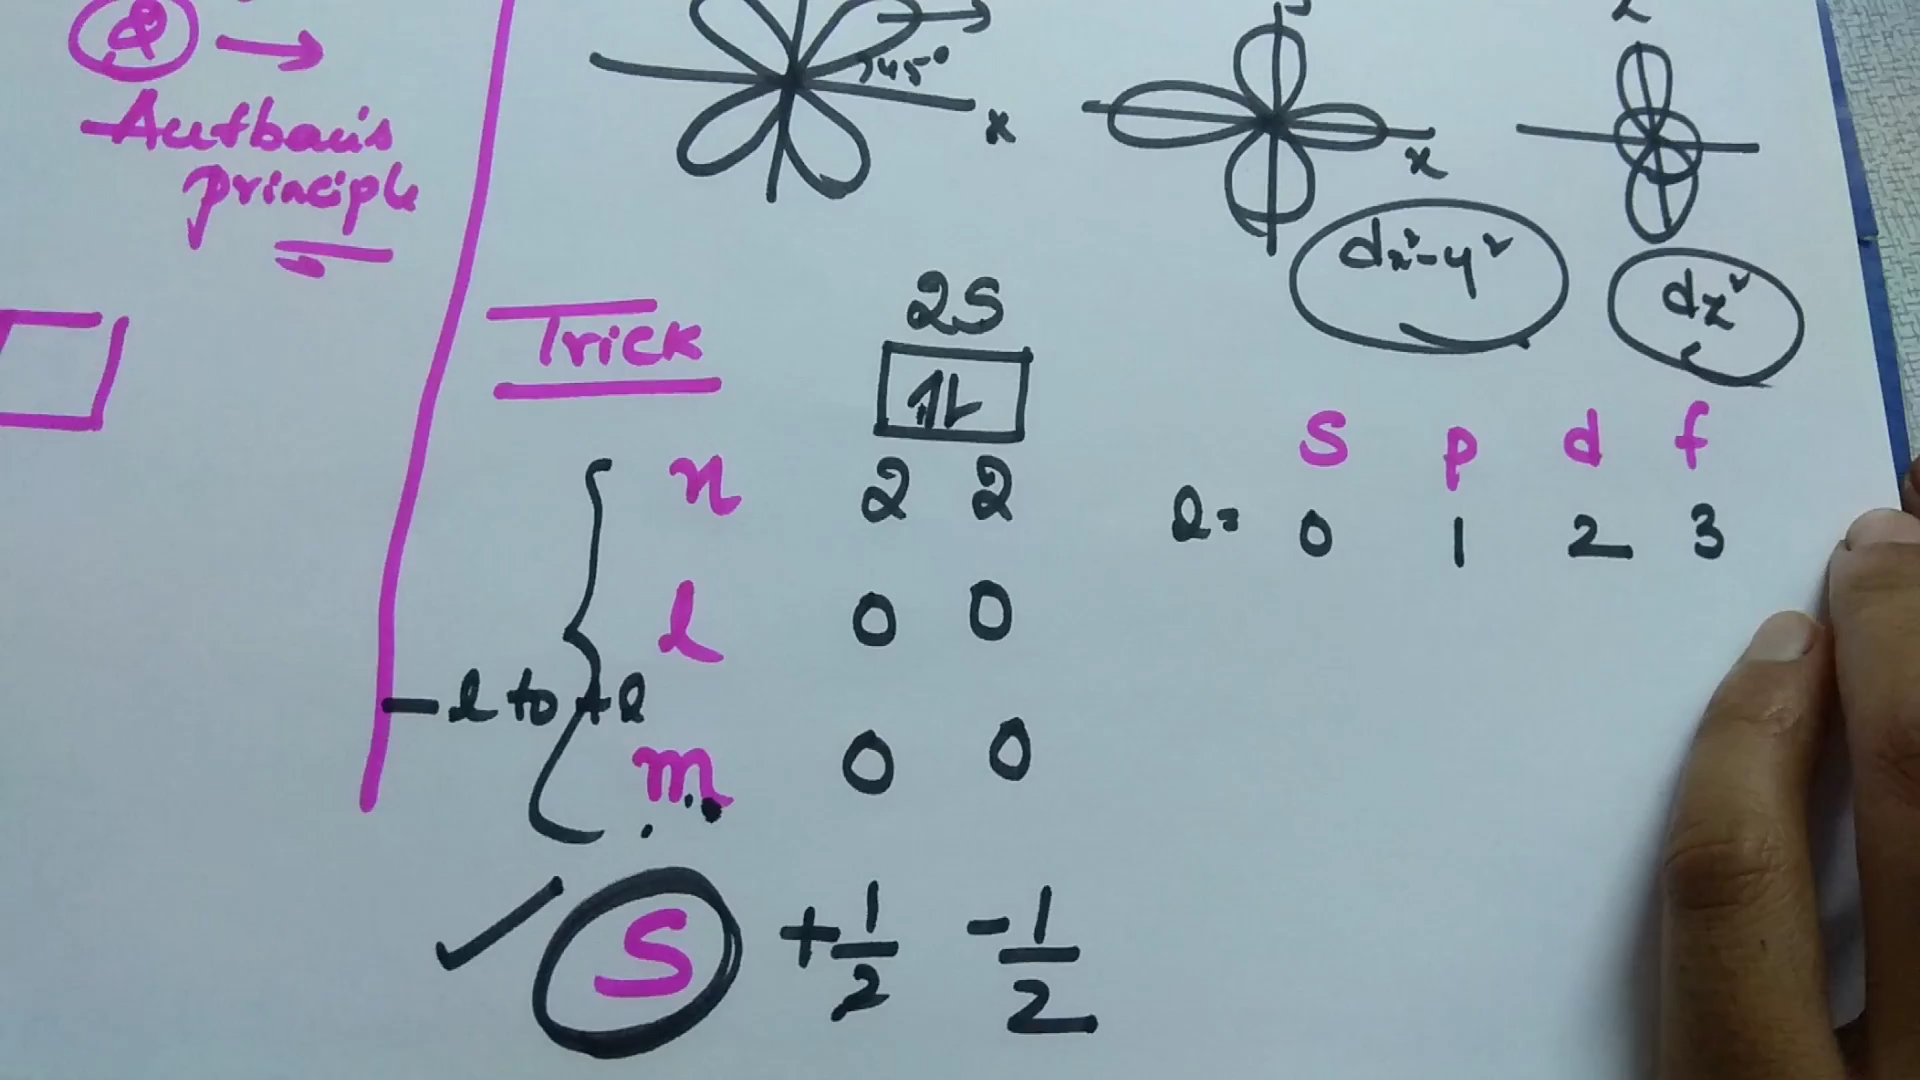 Q →
Aufbau's
principle
45°
x
x
z
dx²-y²
dz²
Trick
2S
1L
n 2 2
l 0 0
-l to +l
m 0 0
S +1/2 -1/2
S p d f
l= 0 1 2 3